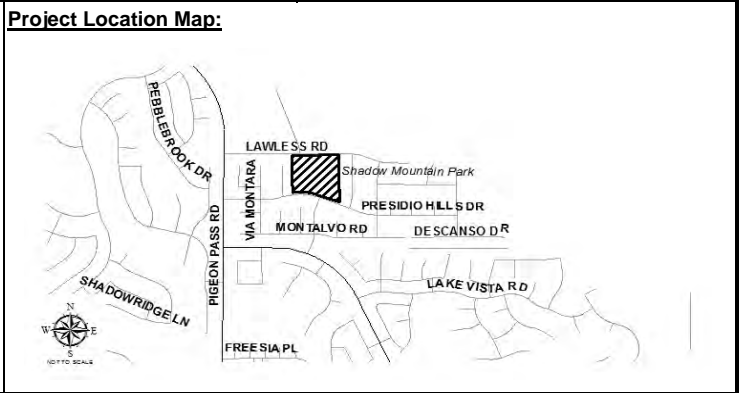 Project Location Map:
PEBBLEBROOK DR
LAWLESS RD
Shadow Mountain Park
VIA MONTARA
PRESIDIO HILLS DR
MONTALVO RD
DESCANSO DR
PIGEON PASS RD
SHADOWRIDGE LN
LAKE VISTA RD
N
W
E
S
NOT TO SCALE
FREESIA PL